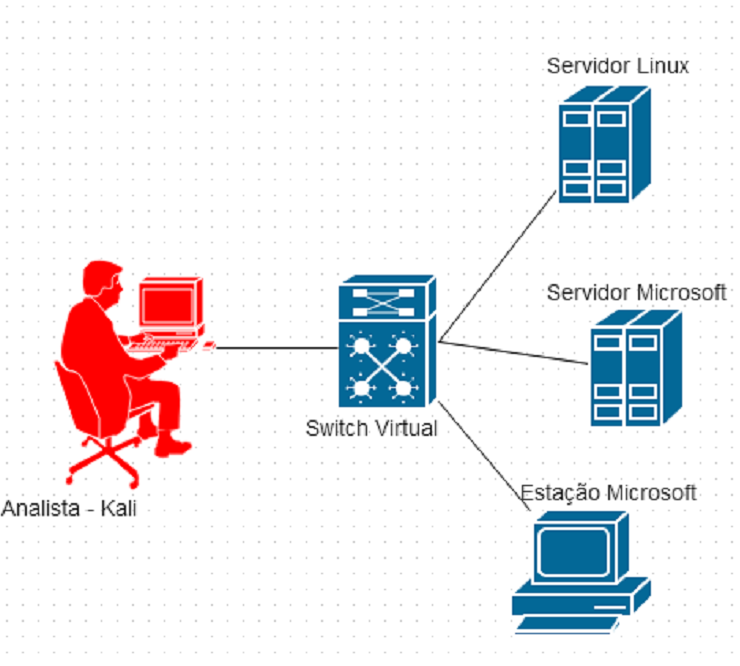 Servidor Linux
Servidor Microsoft
Switch Virtual
Estação Microsoft
Analista - Kali